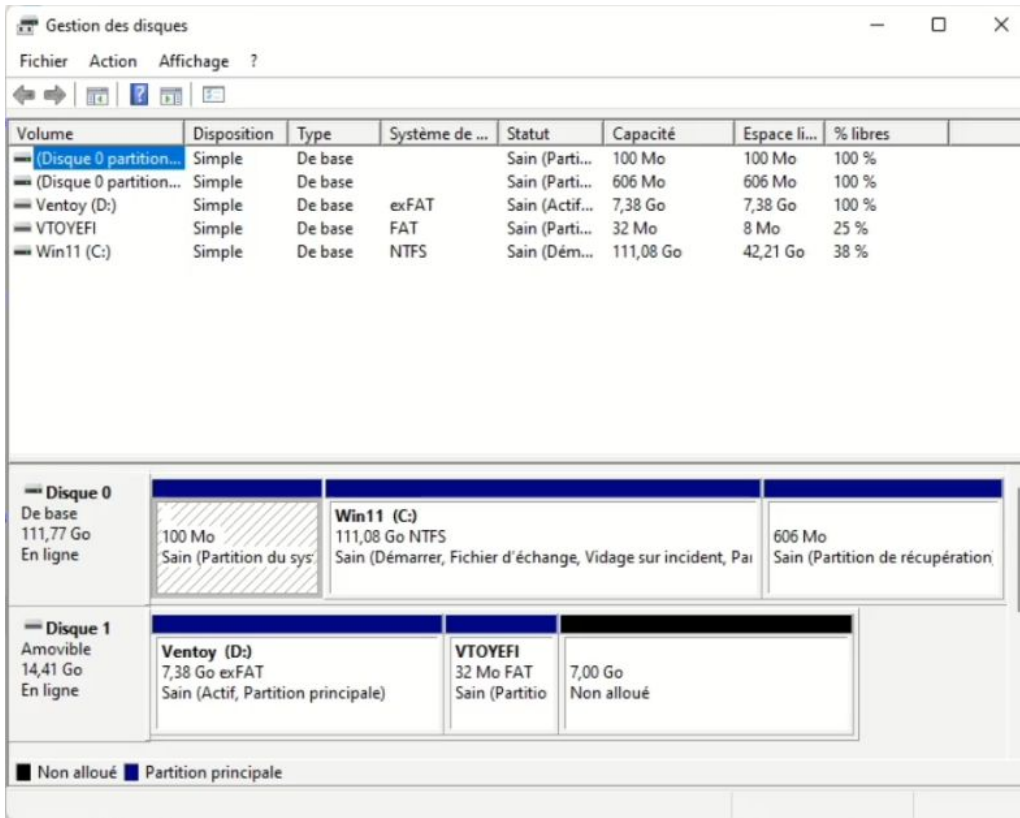 Gestion des disques
Fichier Action Affichage ?
Volume Disposition Type Système de ... Statut Capacité Espace li... % libres
(Disque 0 partition... Simple De base Sain (Parti... 100 Mo 100 Mo 100 %
(Disque 0 partition... Simple De base Sain (Parti... 606 Mo 606 Mo 100 %
Ventoy (D:) Simple De base exFAT Sain (Actif... 7,38 Go 7,38 Go 100 %
VTOYEFI Simple De base FAT Sain (Parti... 32 Mo 8 Mo 25 %
Win11 (C:) Simple De base NTFS Sain (Dém... 111,08 Go 42,21 Go 38 %
Disque 0
De base
111,77 Go
En ligne
100 Mo
Sain (Partition du sys
Win11 (C:)
111,08 Go NTFS
Sain (Démarrer, Fichier d'échange, Vidage sur incident, Pa
606 Mo
Sain (Partition de récupération
Disque 1
Amovible
14,41 Go
En ligne
Ventoy (D:)
7,38 Go exFAT
Sain (Actif, Partition principale)
VTOYEFI
32 Mo FAT
Sain (Partitio
7,00 Go
Non alloué
Non alloué Partition principale